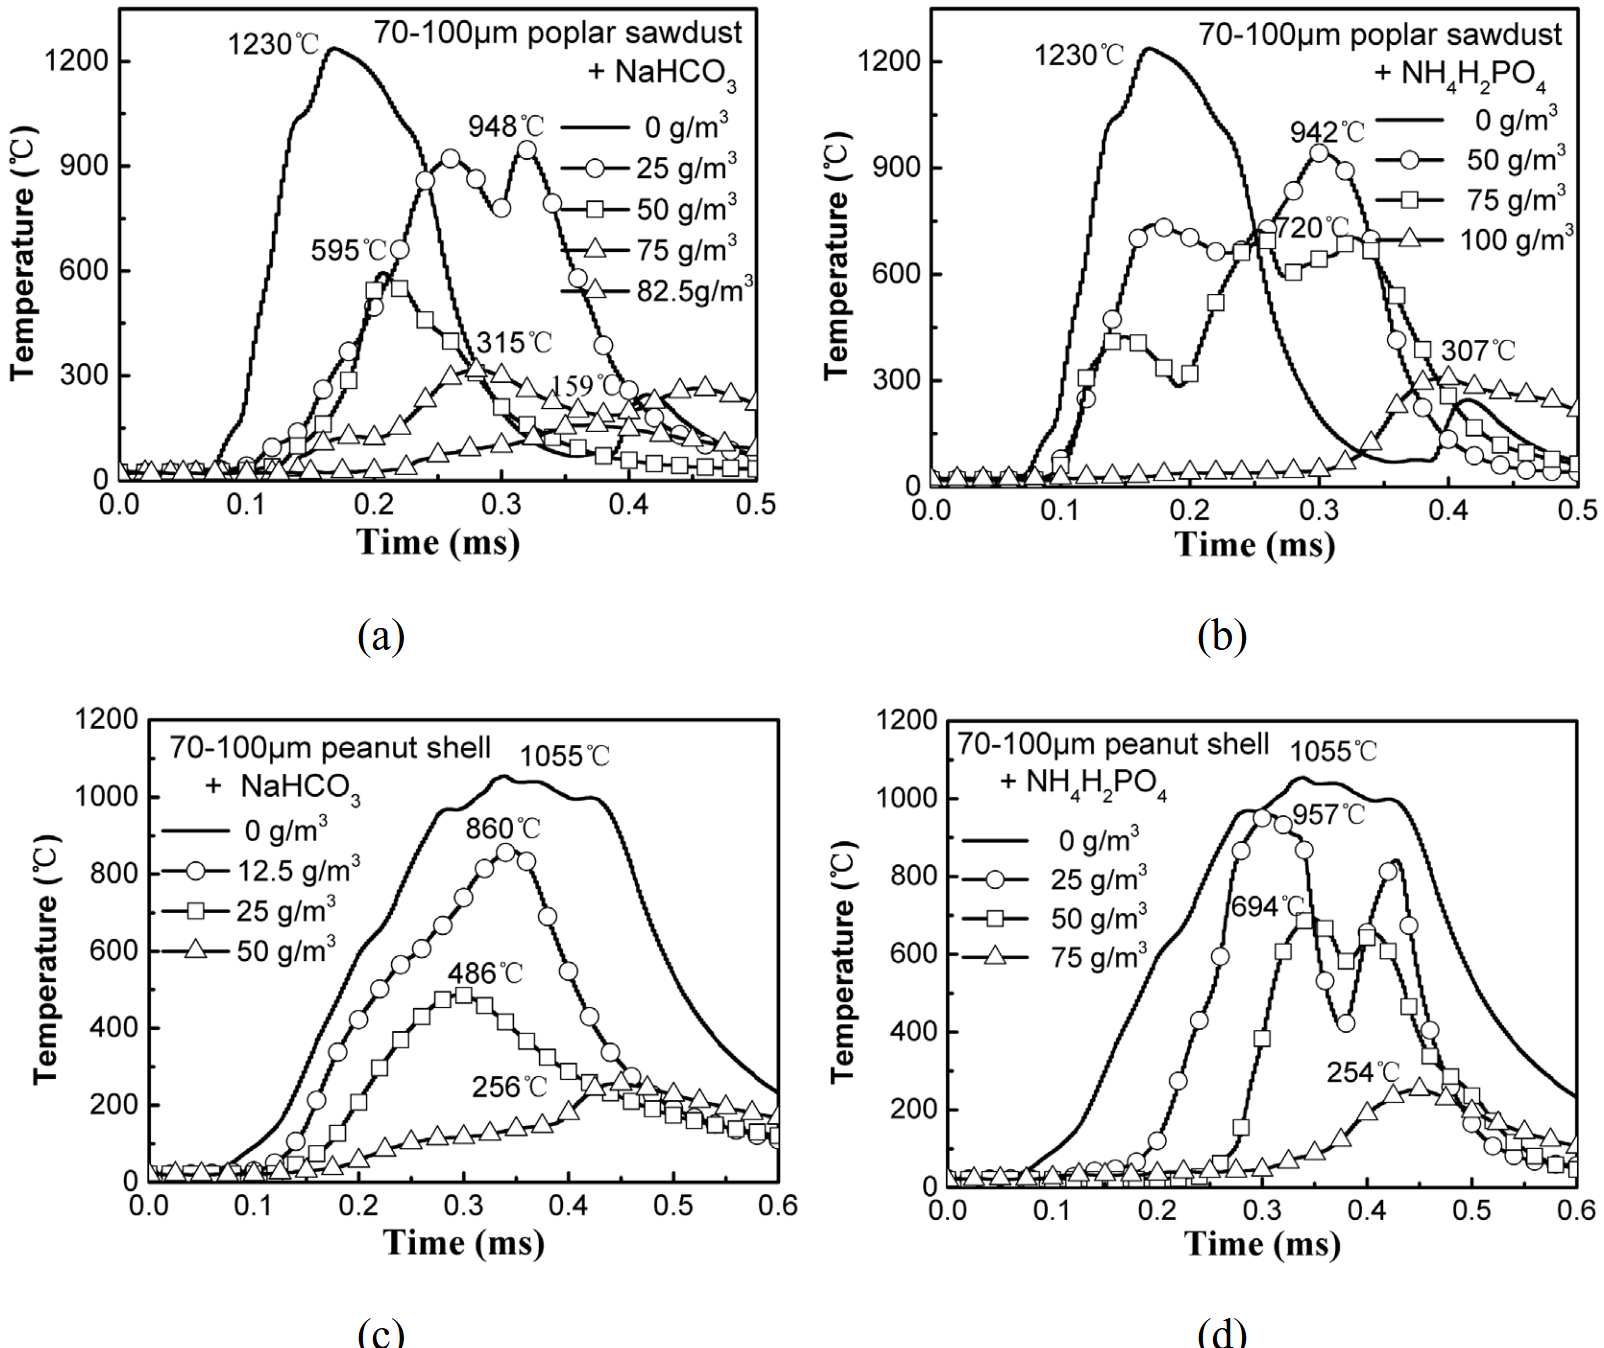 70-100μm poplar sawdust
+ NaHCO3
1230℃
948℃
595℃
315℃
159℃
0 g/m3
25 g/m3
50 g/m3
75 g/m3
82.5g/m3
1200
900
600
300
0
Temperature (℃)
0.0 0.1 0.2 0.3 0.4 0.5
Time (ms)
(a)
70-100μm poplar sawdust
+ NH4H2PO4
1230℃
942℃
720℃
307℃
0 g/m3
50 g/m3
75 g/m3
100 g/m3
1200
900
600
300
0
Temperature (℃)
0.0 0.1 0.2 0.3 0.4 0.5
Time (ms)
(b)
70-100μm peanut shell
+ NaHCO3
1055℃
860℃
486℃
256℃
0 g/m3
12.5 g/m3
25 g/m3
50 g/m3
1200
1000
800
600
400
200
0
Temperature (℃)
0.0 0.1 0.2 0.3 0.4 0.5 0.6
Time (ms)
(c)
70-100μm peanut shell
+ NH4H2PO4
1055℃
957℃
694℃
254℃
0 g/m3
25 g/m3
50 g/m3
75 g/m3
1200
1000
800
600
400
200
0
Temperature (℃)
0.0 0.1 0.2 0.3 0.4 0.5 0.6
Time (ms)
(d)